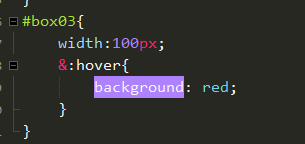 #box03{
width:100px;
&:hover{
background: red;
}
}